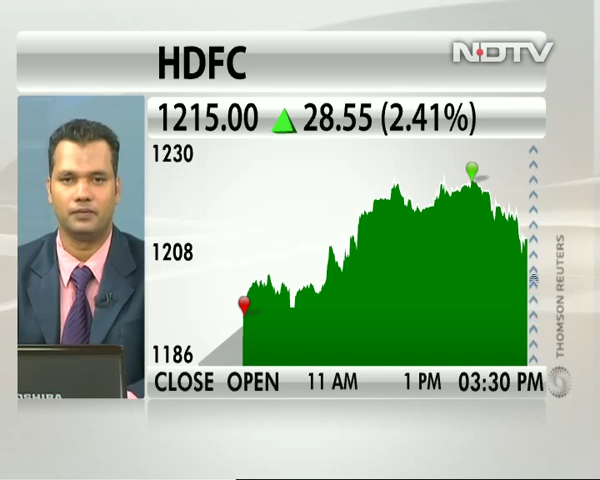 HDFC
NDTV
1215.00 ▲ 28.55 (2.41%)
1230
1208
1186
CLOSE OPEN 11 AM 1 PM 03:30 PM
THOMSON REUTERS
OSHIBA